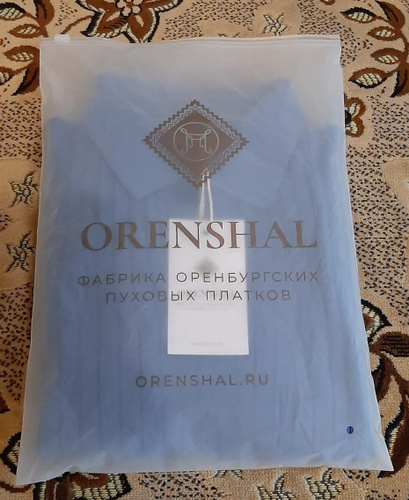 ORENSHAL
ФАБРИКА ОРЕНБУРГСКИХ
ПУХОВЫХ ПЛАТКОВ
ORENSHAL.RU